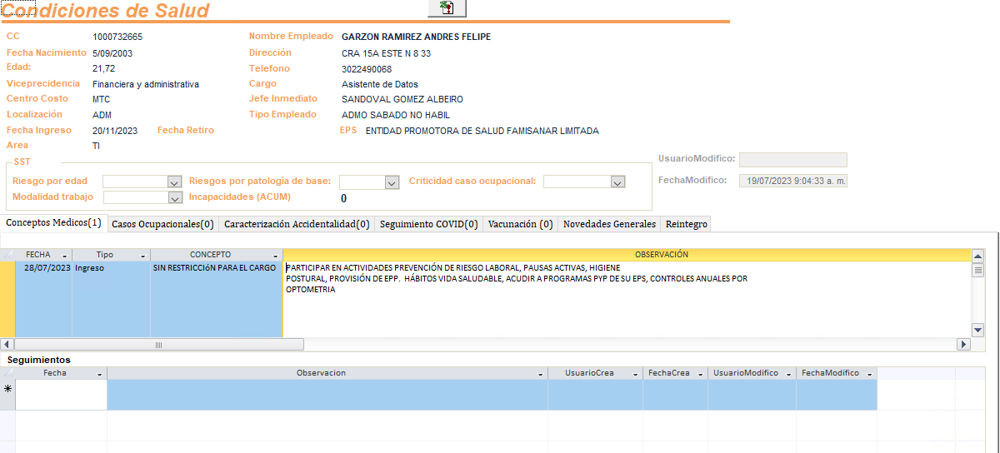 Condiciones de Salud
CC 1000732665 Nombre Empleado GARZON RAMIREZ ANDRES FELIPE
Fecha Nacimiento 5/09/2003 Dirección CRA 15A ESTE N 8 33
Edad: 21,72 Telefono 3022490068
Viceprecidencia Financiera y administrativa Cargo Asistente de Datos
Centro Costo MTC Jefe Inmediato SANDOVAL GOMEZ ALBEIRO
Localización ADM Tipo Empleado ADMO SABADO NO HABIL
Fecha Ingreso 20/11/2023 Fecha Retiro EPS ENTIDAD PROMOTORA DE SALUD FAMISANAR LIMITADA
Area TI
SST UsuarioModifico:
Riesgo por edad Riesgos por patología de base: Criticidad caso ocupacional: FechaModifico: 19/07/2023 9:04:33 a. m.
Modalidad trabajo Incapacidades (ACUM) 0
Conceptos Medicos(1) Casos Ocupacionales(0) Caracterización Accidentalidad(0) Seguimiento COVID(0) Vacunación (0) Novedades Generales Reintegro
FECHA Tipo CONCEPTO OBSERVACIÓN
28/07/2023 Ingreso SIN RESTRICCIóN PARA EL CARGO PARTICIPAR EN ACTIVIDADES PREVENCIÓN DE RIESGO LABORAL, PAUSAS ACTIVAS, HIGIENE
POSTURAL, PROVISIÓN DE EPP. HÁBITOS VIDA SALUDABLE, ACUDIR A PROGRAMAS PYP DE SU EPS, CONTROLES ANUALES POR
OPTOMETRIA
Seguimientos
Fecha Observacion UsuarioCrea FechaCrea UsuarioModifico FechaModifico